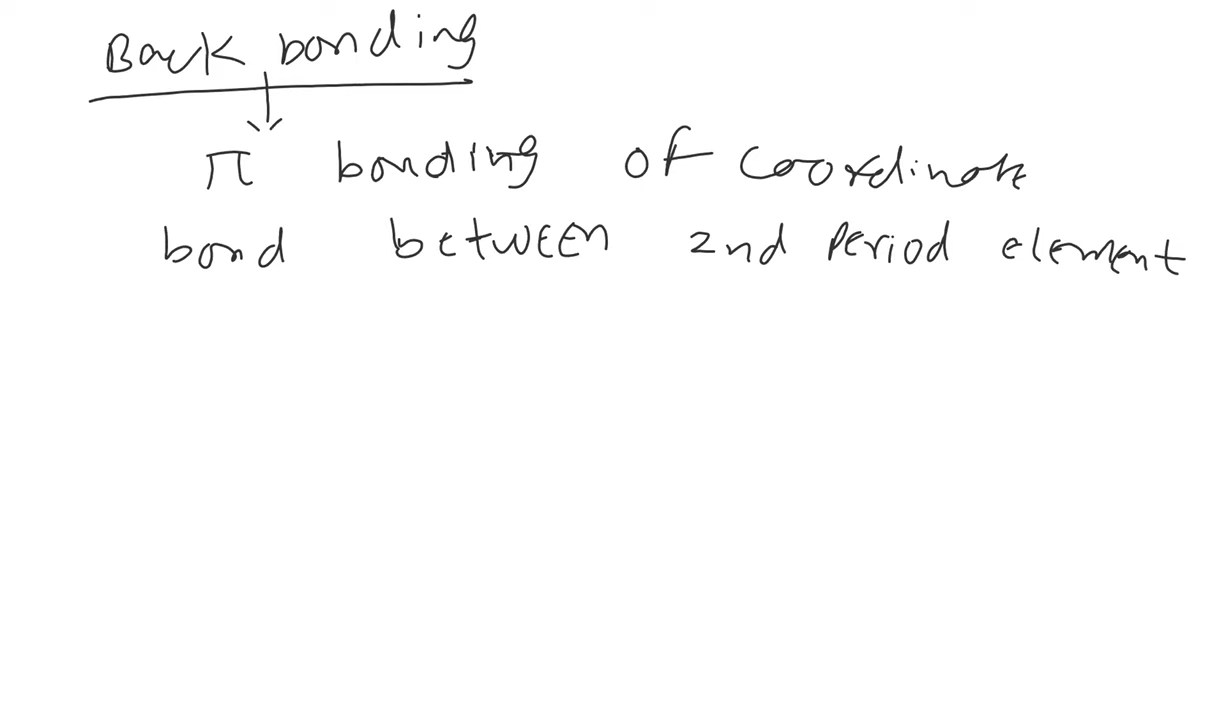 Back bonding
π bonding of coordinate
bond between 2nd period element